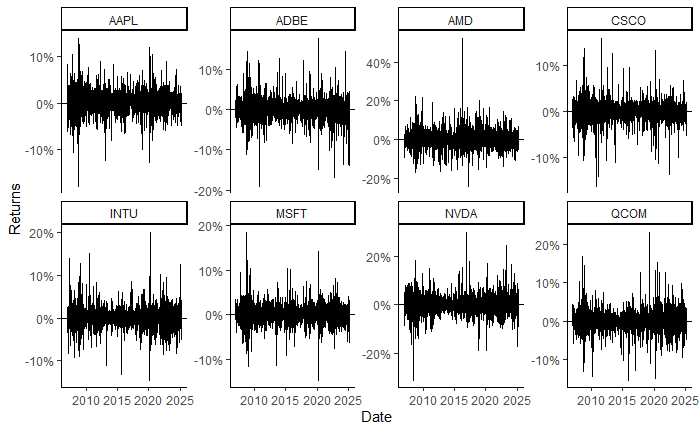 AAPL ADBE AMD CSCO
10% 0% -10%
10% 0% -10% -20%
40% 20% 0% -20%
10% 0% -10%
Returns
INTU MSFT NVDA QCOM
20% 10% 0% -10%
20% 10% 0% -10%
20% 0% -20%
20% 10% 0% -10%
2010 2015 2020 2025 2010 2015 2020 2025 2010 2015 2020 2025 2010 2015 2020 2025
Date